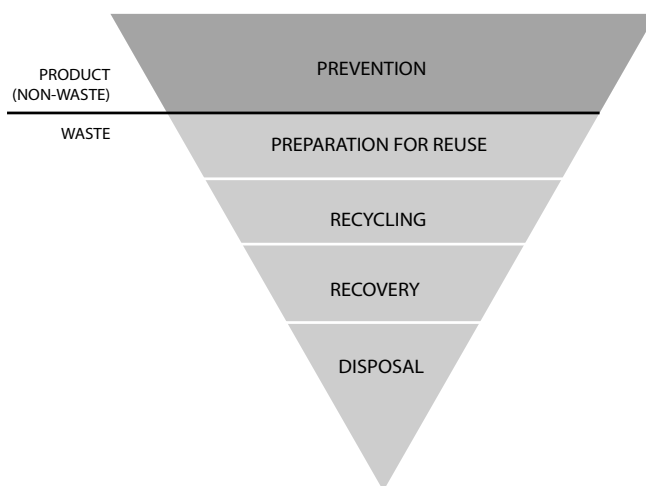 PREVENTION
PRODUCT
(NON-WASTE)
WASTE
PREPARATION FOR REUSE
RECYCLING
RECOVERY
DISPOSAL